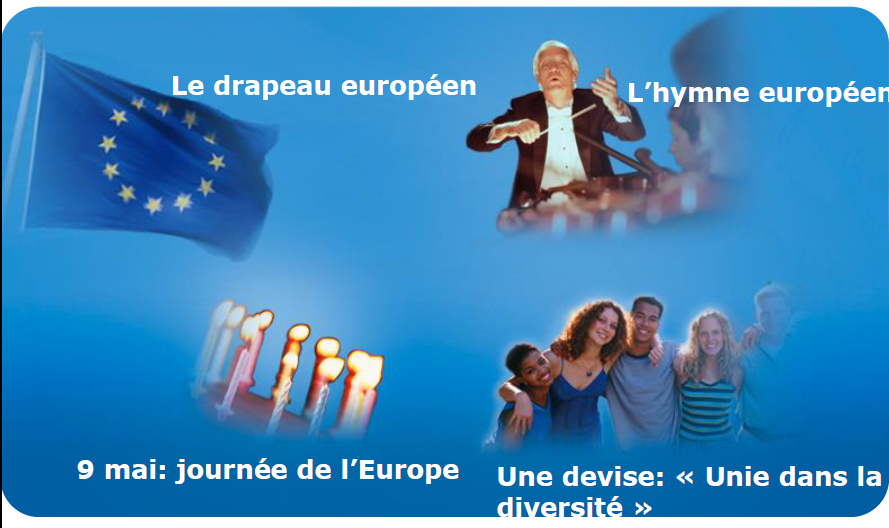 Le drapeau européen
L’hymne européen
9 mai: journée de l’Europe
Une devise: « Unie dans la
diversité »